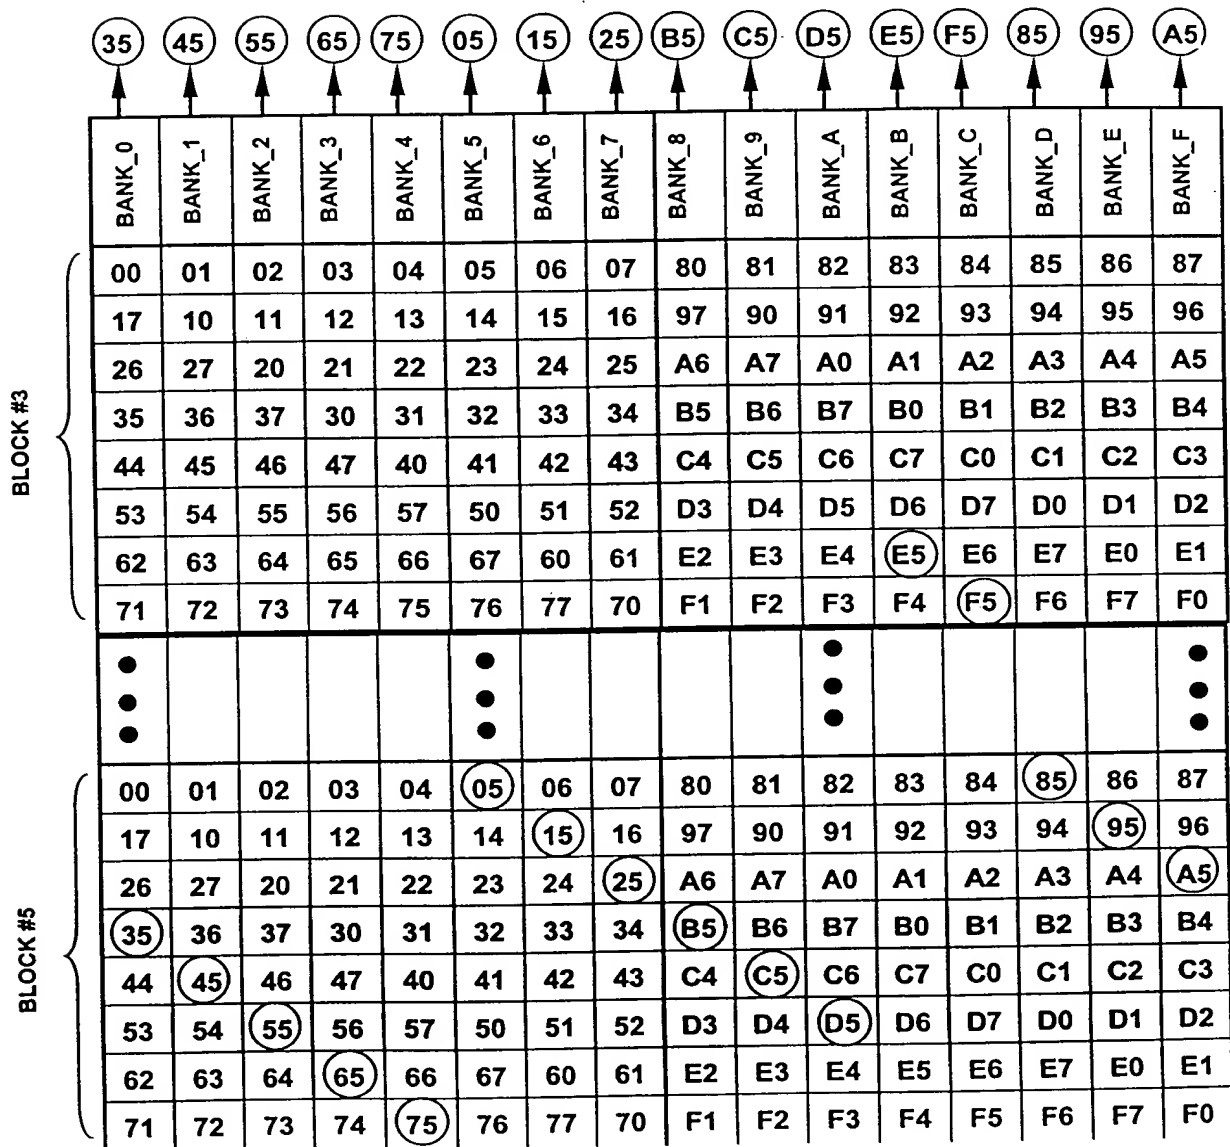 35 45 55 65 75 05 15 25 B5 C5 D5 E5 F5 85 95 A5
BANK_0 BANK_1 BANK_2 BANK_3 BANK_4 BANK_5 BANK_6 BANK_7 BANK_8 BANK_9 BANK_A BANK_B BANK_C BANK_D BANK_E BANK_F
BLOCK #3
00 01 02 03 04 05 06 07 80 81 82 83 84 85 86 87
17 10 11 12 13 14 15 16 97 90 91 92 93 94 95 96
26 27 20 21 22 23 24 25 A6 A7 A0 A1 A2 A3 A4 A5
35 36 37 30 31 32 33 34 B5 B6 B7 B0 B1 B2 B3 B4
44 45 46 47 40 41 42 43 C4 C5 C6 C7 C0 C1 C2 C3
53 54 55 56 57 50 51 52 D3 D4 D5 D6 D7 D0 D1 D2
62 63 64 65 66 67 60 61 E2 E3 E4 E5 E6 E7 E0 E1
71 72 73 74 75 76 77 70 F1 F2 F3 F4 F5 F6 F7 F0
BLOCK #5
00 01 02 03 04 05 06 07 80 81 82 83 84 85 86 87
17 10 11 12 13 14 15 16 97 90 91 92 93 94 95 96
26 27 20 21 22 23 24 25 A6 A7 A0 A1 A2 A3 A4 A5
35 36 37 30 31 32 33 34 B5 B6 B7 B0 B1 B2 B3 B4
44 45 46 47 40 41 42 43 C4 C5 C6 C7 C0 C1 C2 C3
53 54 55 56 57 50 51 52 D3 D4 D5 D6 D7 D0 D1 D2
62 63 64 65 66 67 60 61 E2 E3 E4 E5 E6 E7 E0 E1
71 72 73 74 75 76 77 70 F1 F2 F3 F4 F5 F6 F7 F0